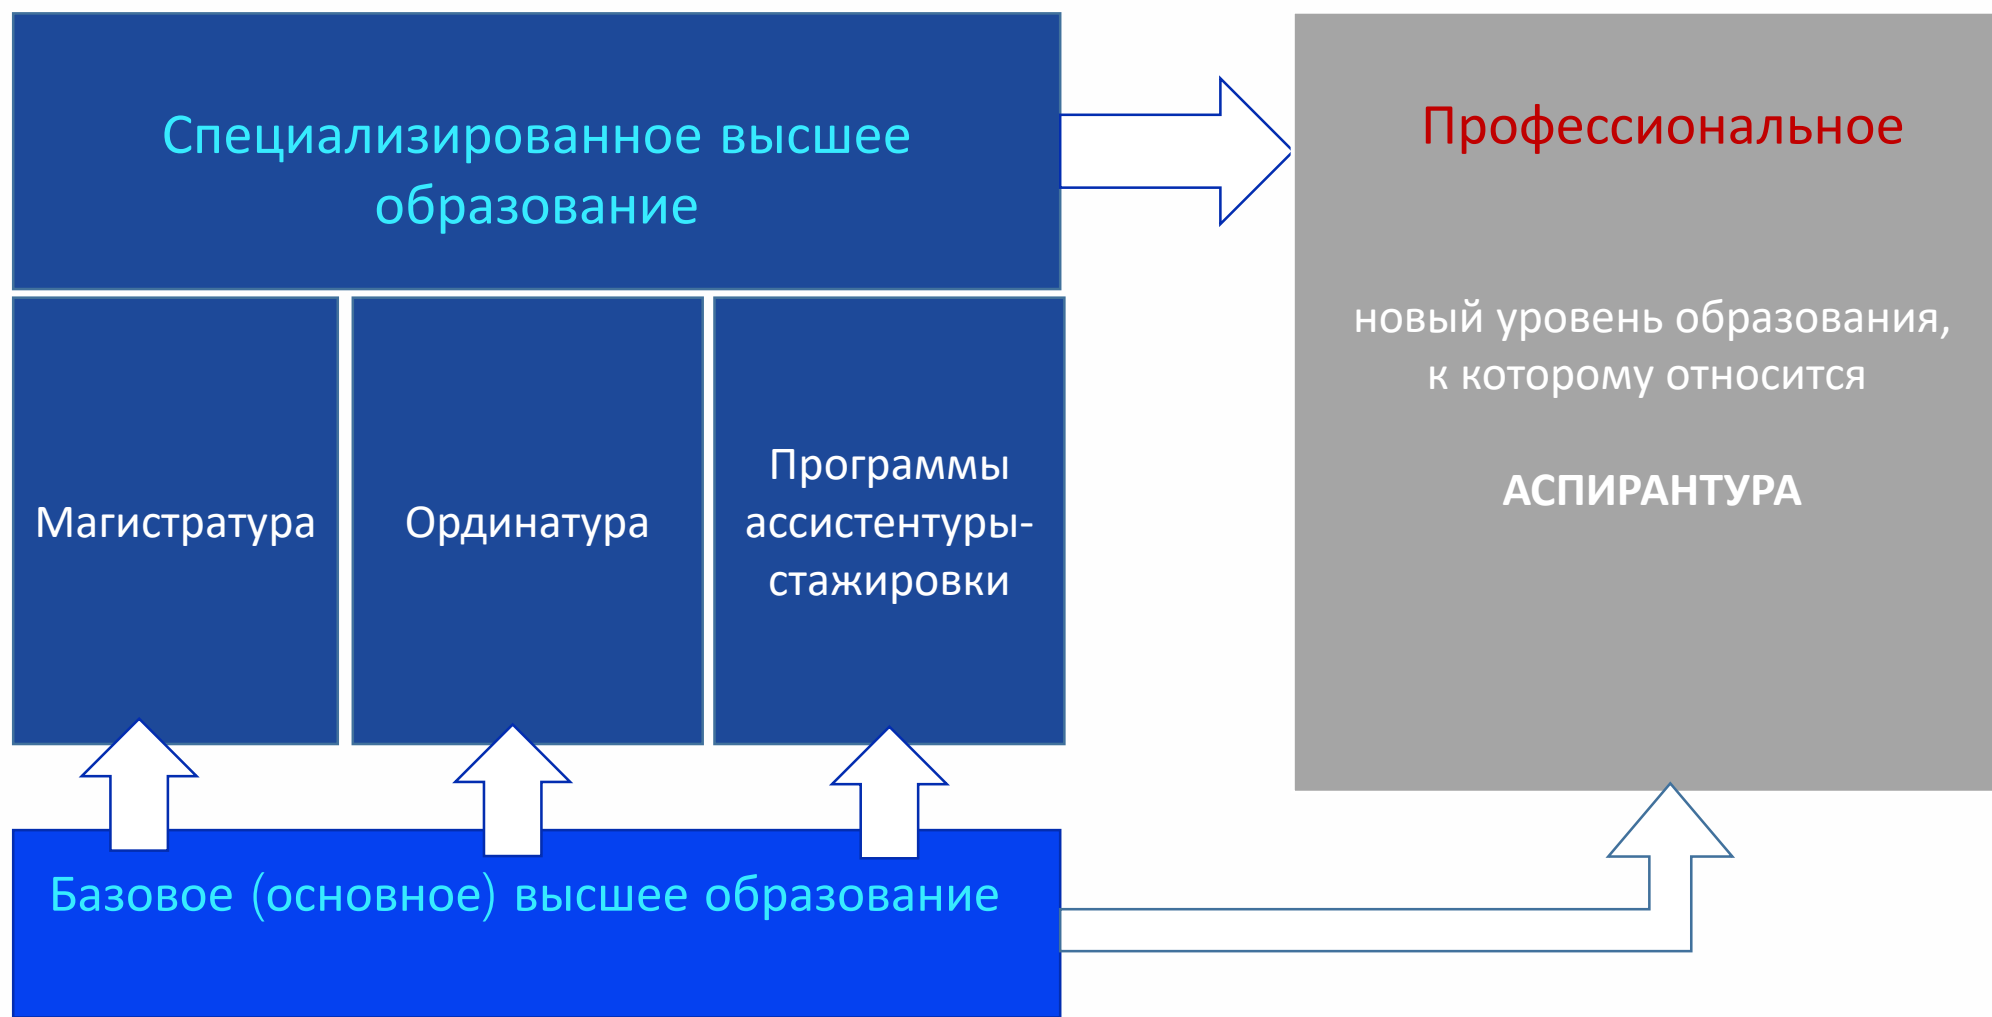 Специализированное высшее
образование
Профессиональное
новый уровень образования,
к которому относится
АСПИРАНТУРА
Магистратура
Ординатура
Программы
ассистентуры-
стажировки
Базовое (основное) высшее образование